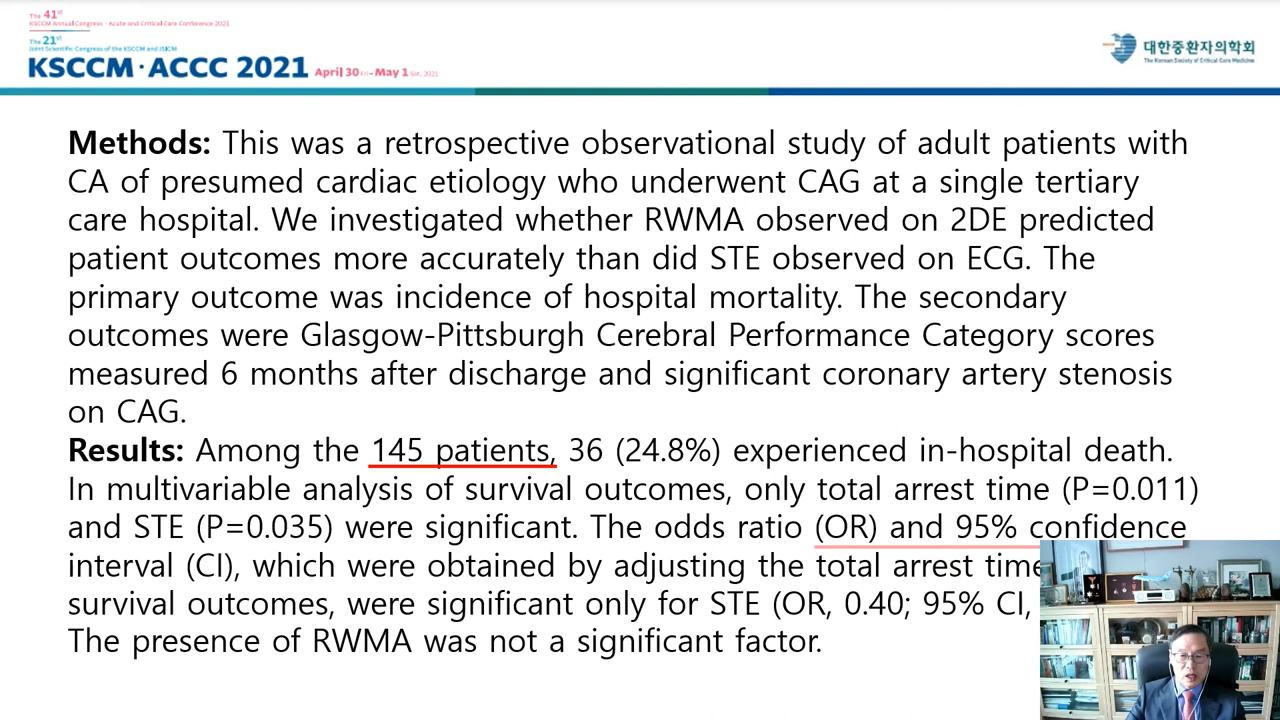 The 41st
KSCCM Annual Congress · Acute and Critical Care Conference 2021
The 21st
Joint Scientific Congress of the KSCCM and JSICM
KSCCM · ACCC 2021 April 30 Fri – May 1 Sat, 2021
대한중환자의학회
The Korean Society of Critical Care Medicine
Methods: This was a retrospective observational study of adult patients with
CA of presumed cardiac etiology who underwent CAG at a single tertiary
care hospital. We investigated whether RWMA observed on 2DE predicted
patient outcomes more accurately than did STE observed on ECG. The
primary outcome was incidence of hospital mortality. The secondary
outcomes were Glasgow-Pittsburgh Cerebral Performance Category scores
measured 6 months after discharge and significant coronary artery stenosis
on CAG.
Results: Among the 145 patients, 36 (24.8%) experienced in-hospital death.
In multivariable analysis of survival outcomes, only total arrest time (P=0.011)
and STE (P=0.035) were significant. The odds ratio (OR) and 95% confidence
interval (CI), which were obtained by adjusting the total arrest time
survival outcomes, were significant only for STE (OR, 0.40; 95% CI,
The presence of RWMA was not a significant factor.